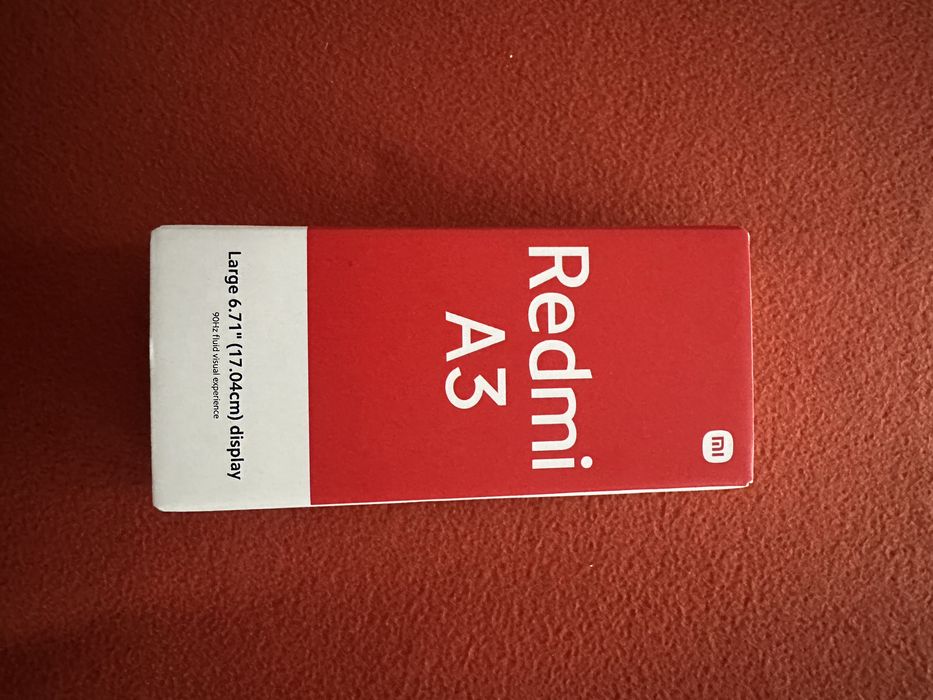 mi
Redmi
A3
Large 6.71" (17.04cm) display
90Hz fluid visual experience